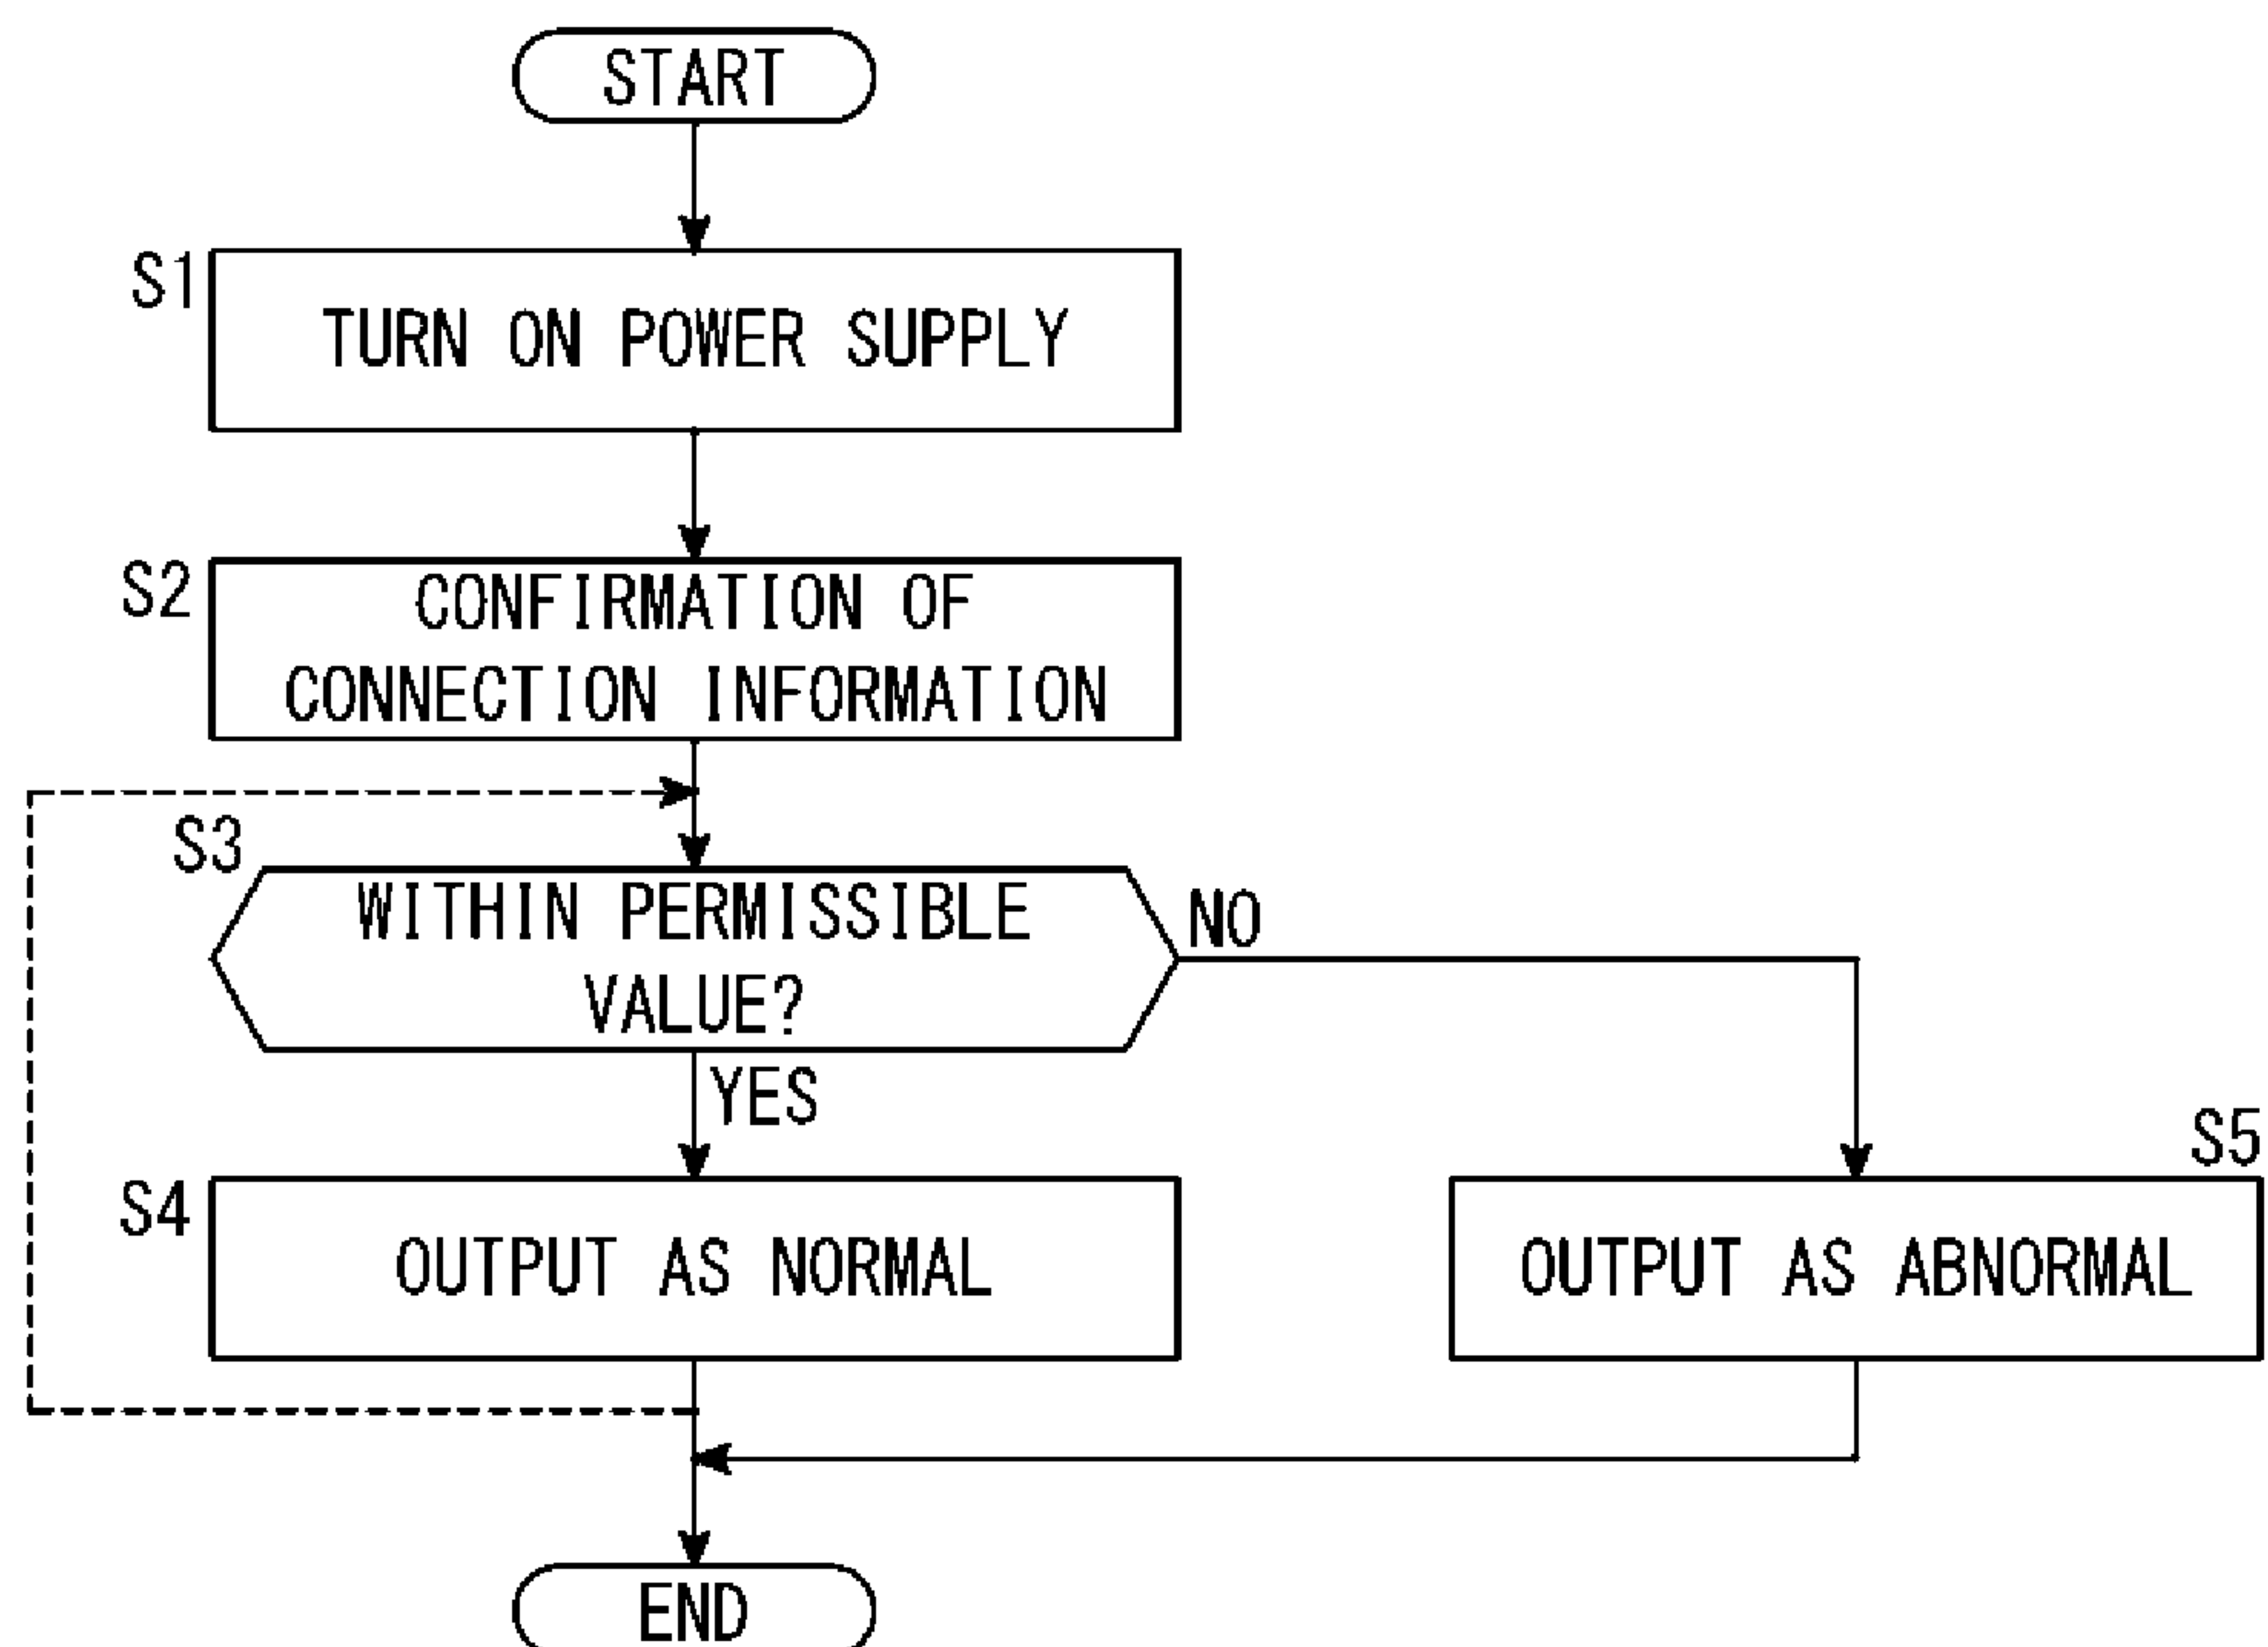 START
S1
TURN ON POWER SUPPLY
S2
CONFIRMATION OF
CONNECTION INFORMATION
S3
WITHIN PERMISSIBLE
VALUE?
NO
YES
S4
OUTPUT AS NORMAL
S5
OUTPUT AS ABNORMAL
END